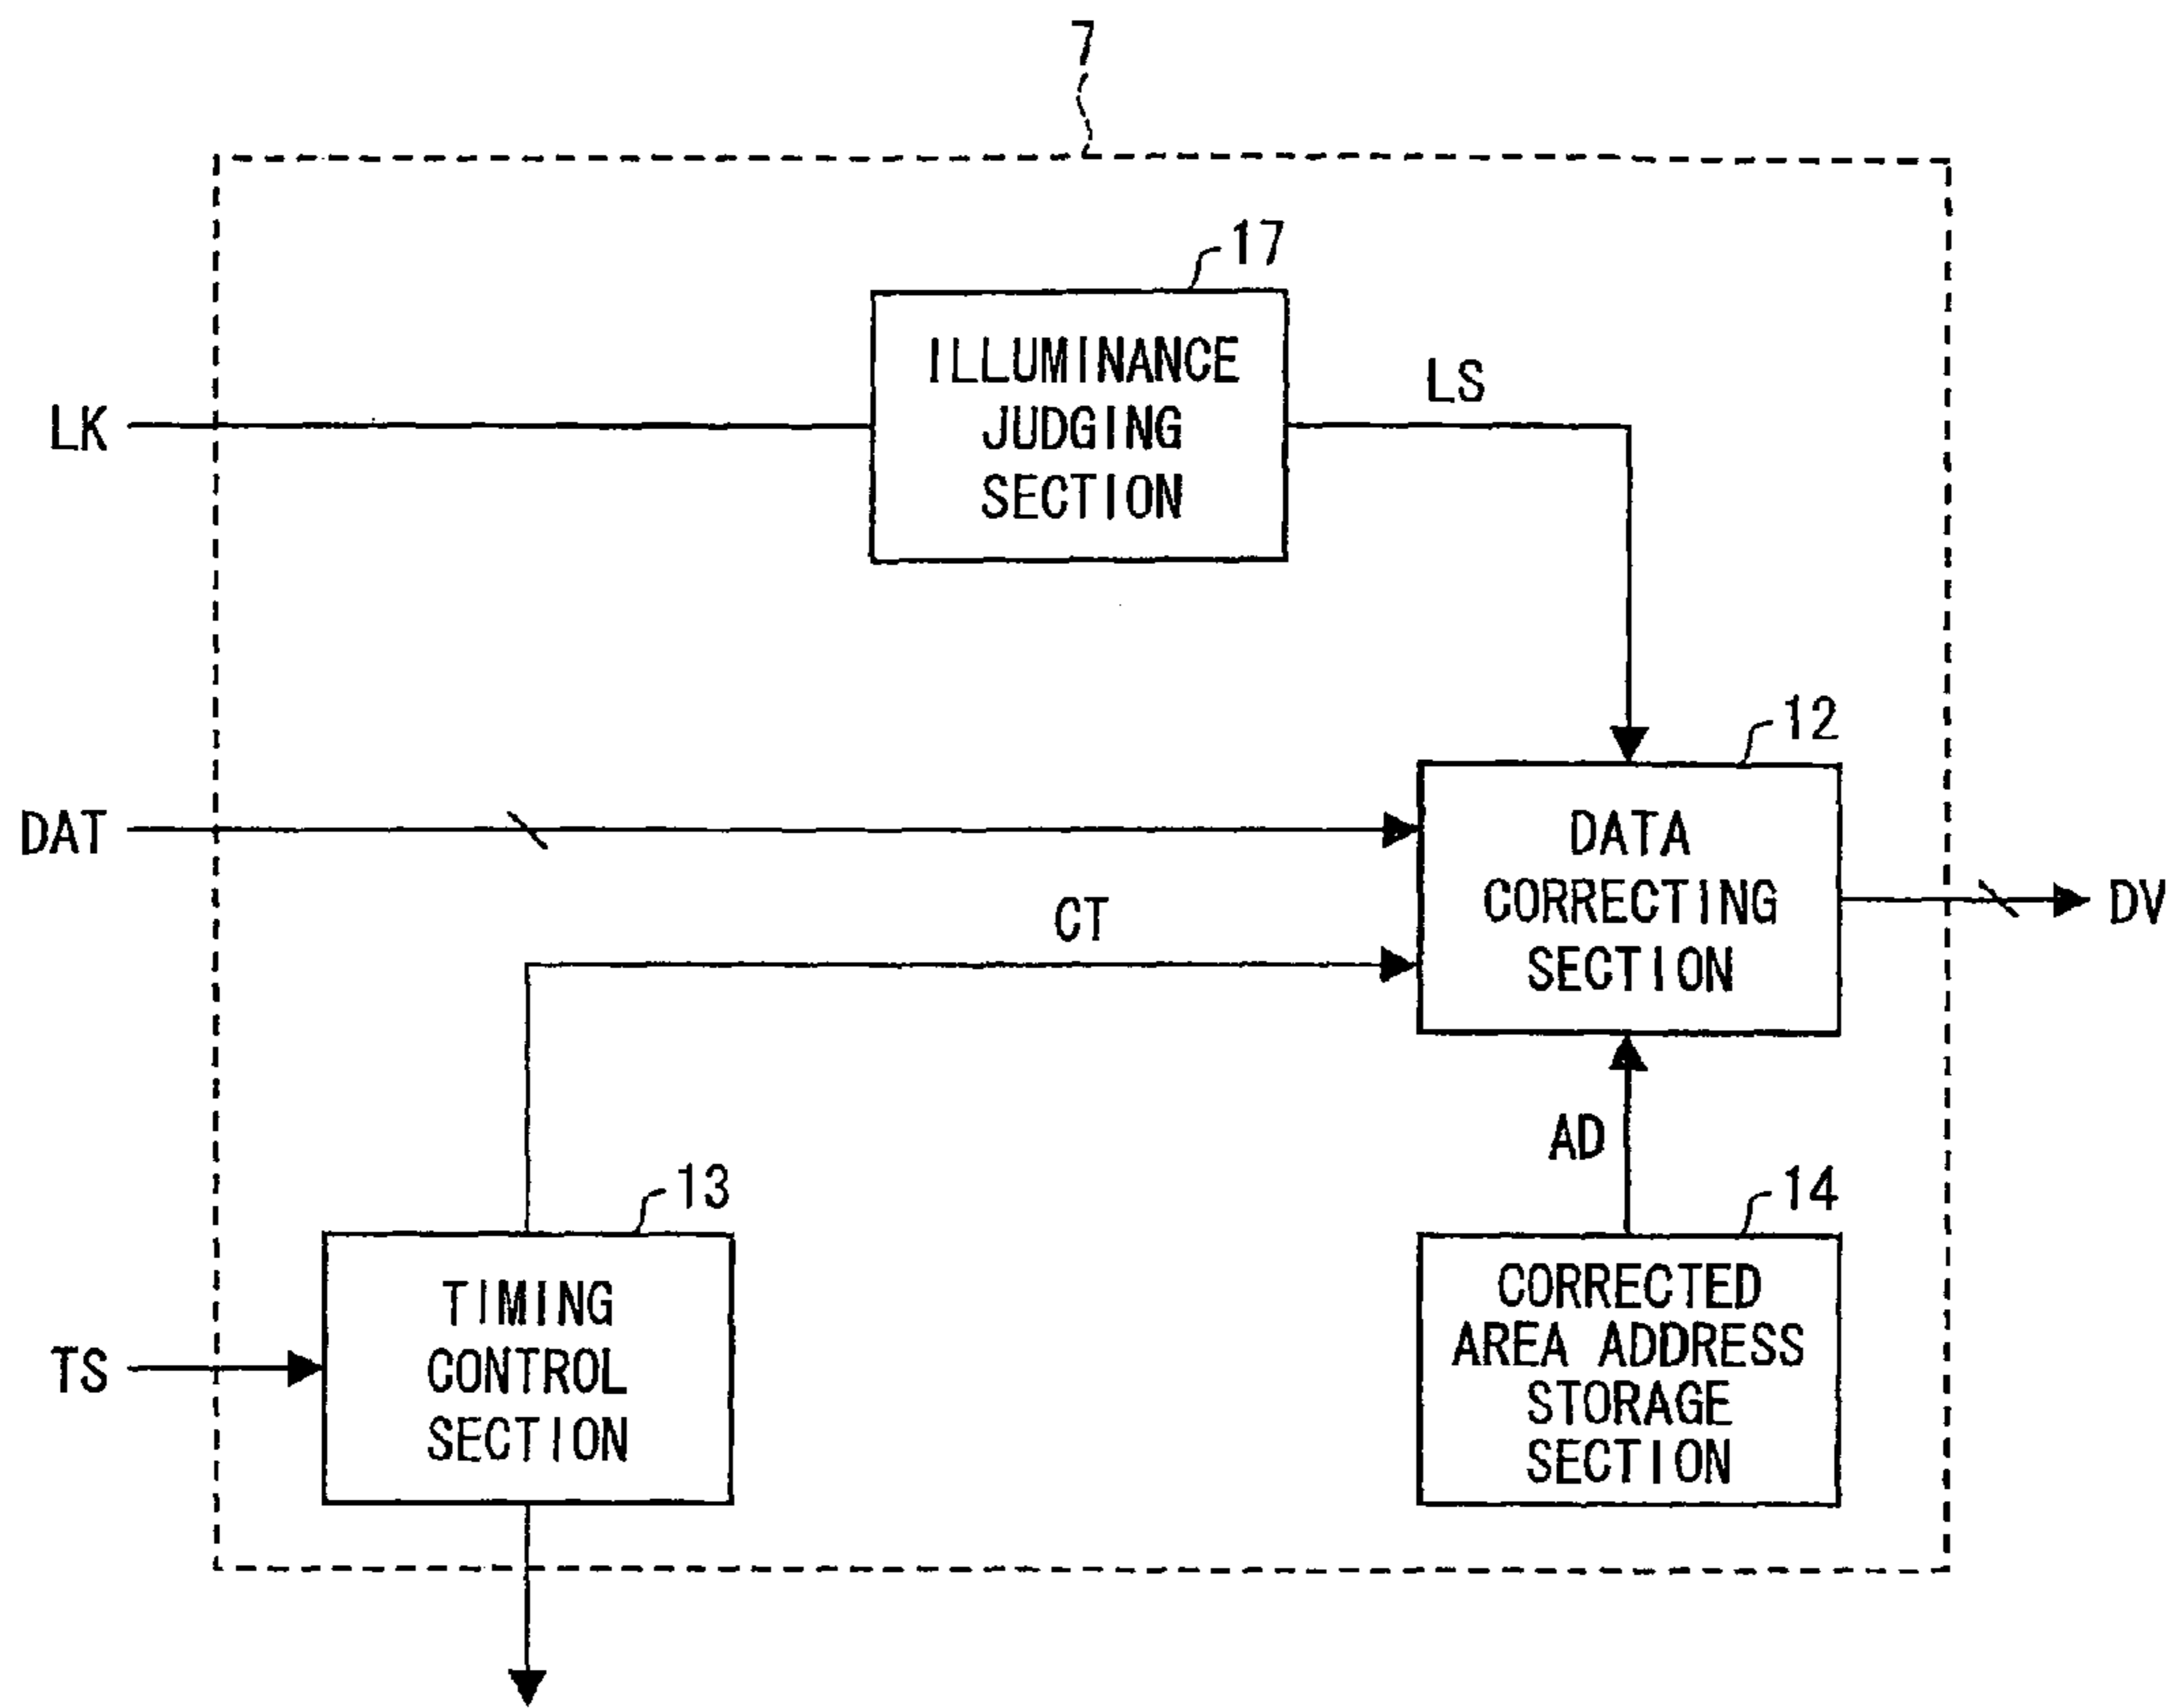 7
17
ILLUMINANCE
JUDGING
SECTION
LS
LK
12
DAT
DATA
CORRECTING
SECTION
DV
CT
AD
13
14
TIMING
CONTROL
SECTION
TS
CORRECTED
AREA ADDRESS
STORAGE
SECTION